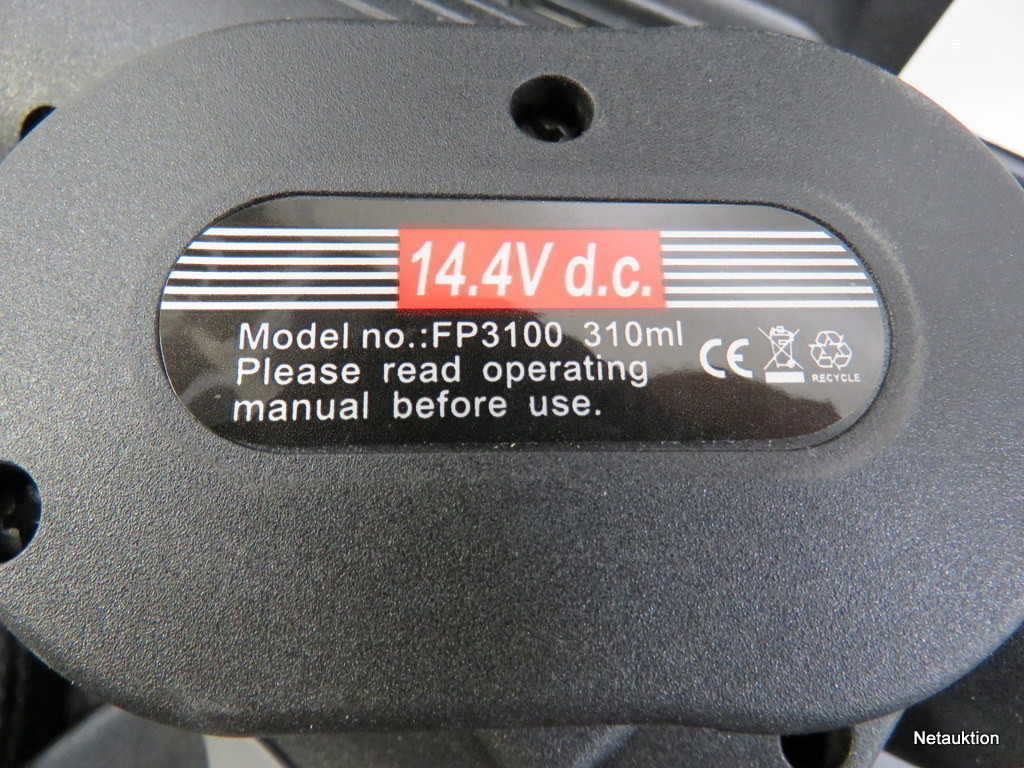 14.4V d.c.
Model no.:FP3100 310ml
Please read operating
manual before use.
CE
RECYCLE
Netauktion